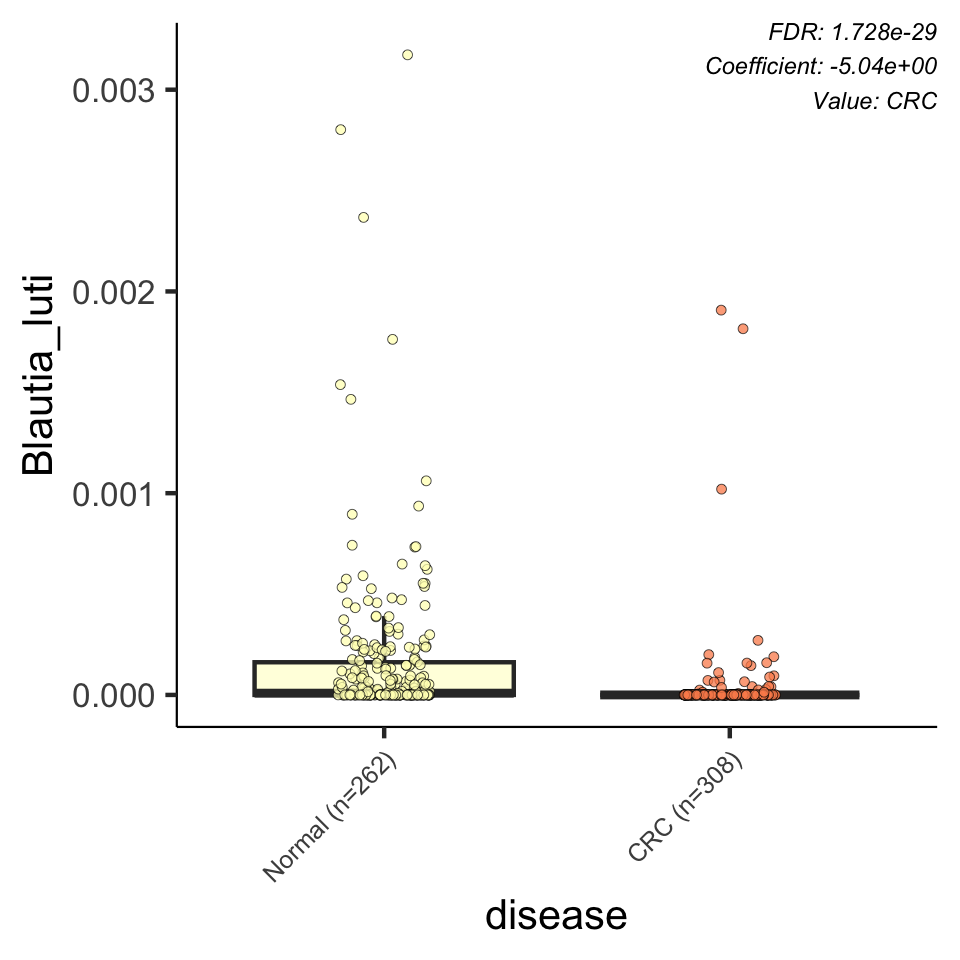 FDR: 1.728e-29
Coefficient: -5.04e+00
Value: CRC
0.003
0.002
0.001
0.000
Blautia_luti
Normal (n=262)
CRC (n=308)
disease